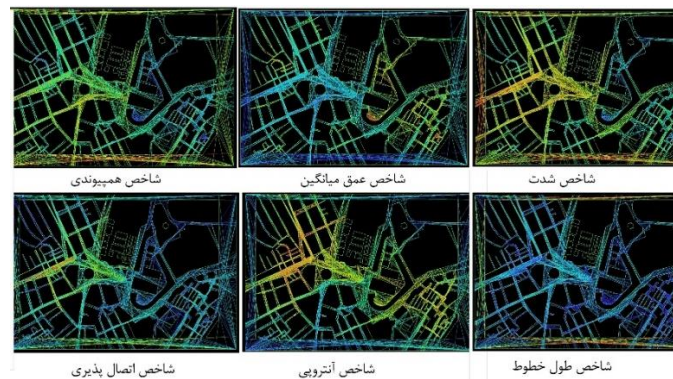 شاخص شدت
شاخص عمق میانگین
شاخص همپیوندی
شاخص طول خطوط
شاخص آنتروپی
شاخص اتصال پذیری